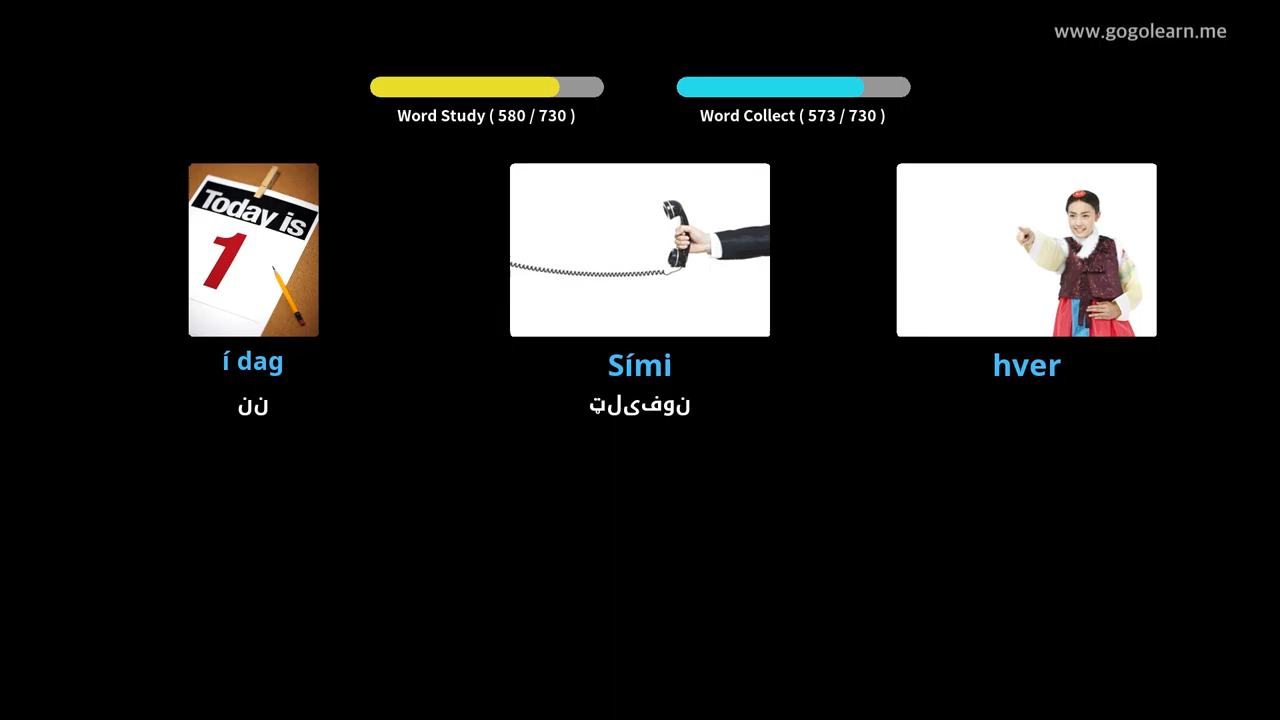 www.gogolearn.me
Word Study ( 580 / 730 )
Word Collect ( 573 / 730 )
Today is
1
í dag
Sími
hver
نن
ټلیفون